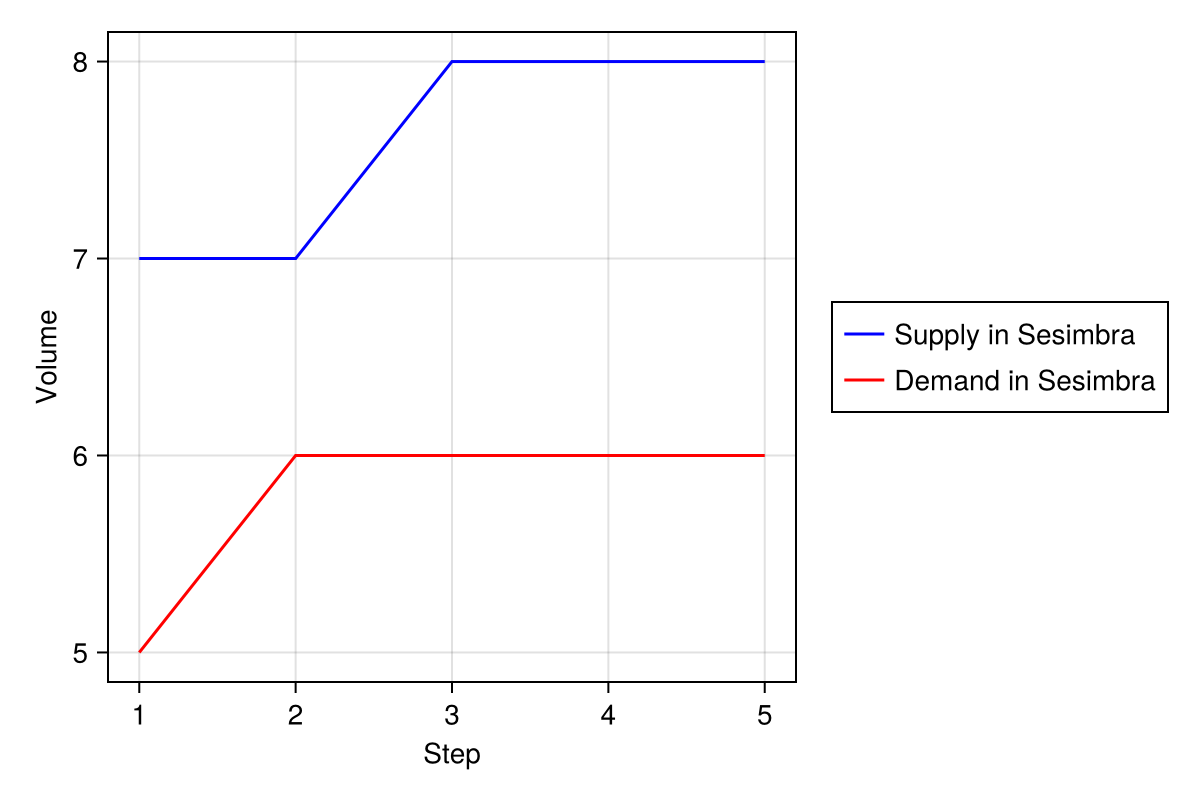 8
7
6
5
Volume
1 2 3 4 5
Step
Supply in Sesimbra
Demand in Sesimbra